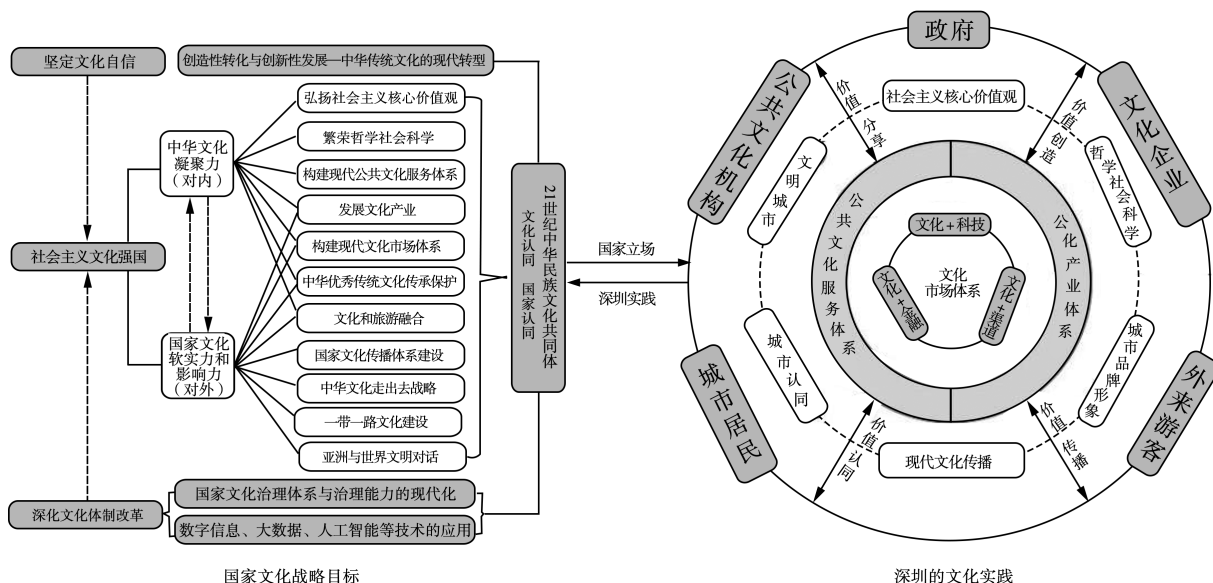 坚定文化自信
社会主义文化强国
深化文化体制改革
创造性转化与创新性发展—中华传统文化的现代转型
中华文化
凝聚力
(对内)
国家文化
软实力和
影响力
(对外)
弘扬社会主义核心价值观
繁荣哲学社会科学
构建现代公共文化服务体系
发展文化产业
构建现代文化市场体系
中华优秀传统文化传承保护
文化和旅游融合
国家文化传播体系建设
中华文化走出去战略
一带一路文化建设
亚洲与世界文明对话
国家文化治理体系与治理能力的现代化
数字信息、大数据、人工智能等技术的应用
21世纪中华民族文化共同体
文化认同 国家认同
国家立场
深圳实践
政府
公共文化机构
文化企业
城市居民
外来游客
价值分享
价值创造
价值认同
价值传播
社会主义核心价值观
文明城市
哲学社会科学
城市认同
城市品牌形象
现代文化传播
公共文化服务体系
公化产业体系
文化+科技
文化+金融
文化+渠道
文化
市场体系
国家文化战略目标
深圳的文化实践